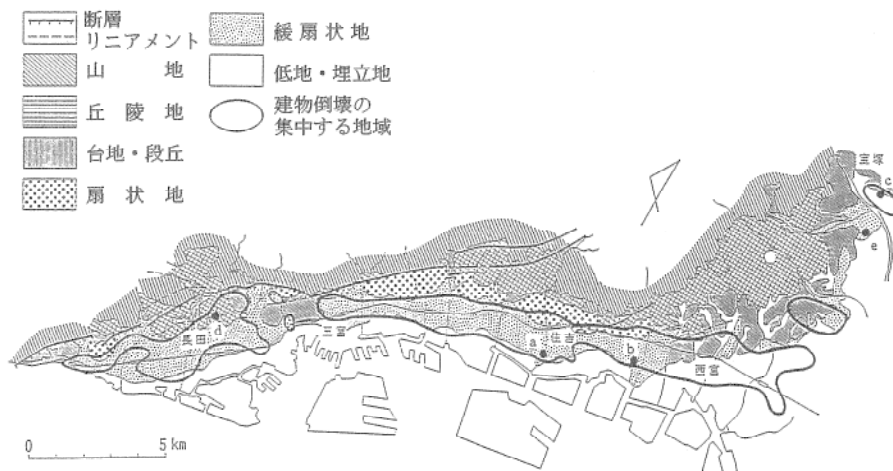 断層
リニアメント
山 地
丘陵地
台地・段丘
扇状地
緩扇状地
低地・埋立地
建物倒壊の
集中する地域
宝塚
c
e
長田 d
三宮
a
住吉
b
西宮
0 5 km